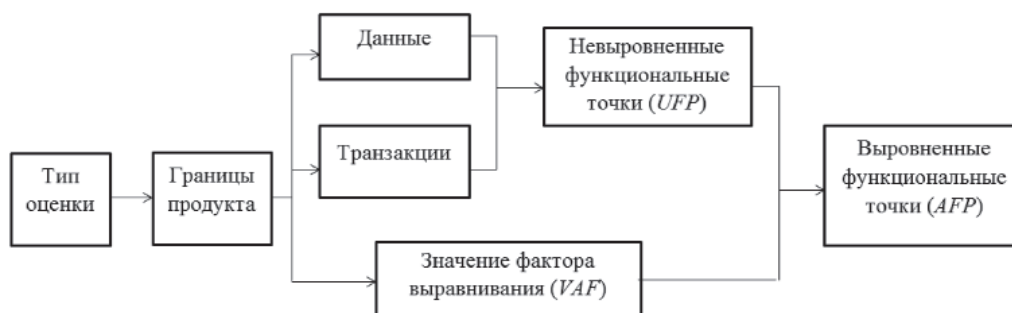 Тип
оценки
Границы
продукта
Данные
Транзакции
Значение фактора
выравнивания (VAF)
Невыровненные
функциональные
точки (UFP)
Выровненные
функциональные
точки (AFP)